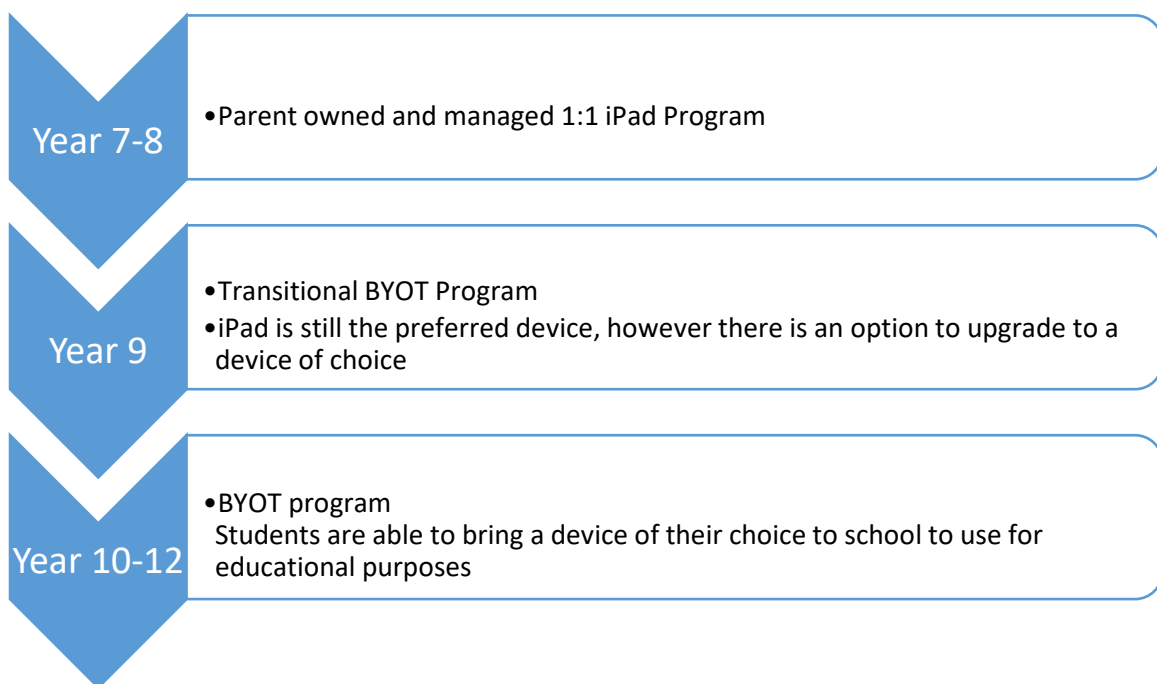 Year 7-8
•Parent owned and managed 1:1 iPad Program
Year 9
•Transitional BYOT Program
•iPad is still the preferred device, however there is an option to upgrade to a
device of choice
Year 10-12
•BYOT program
Students are able to bring a device of their choice to school to use for
educational purposes